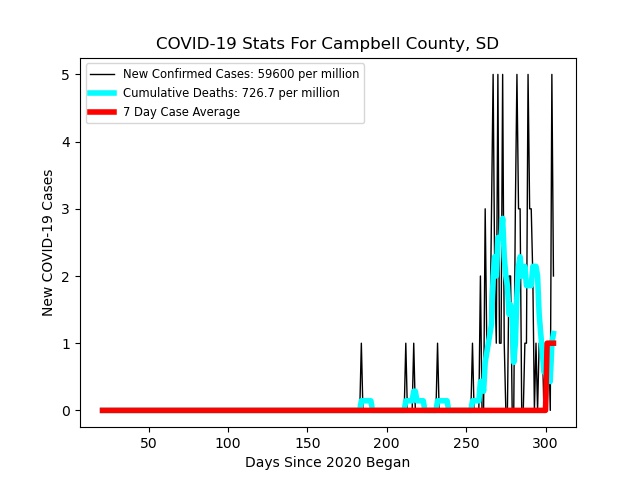 COVID-19 Stats For Campbell County, SD
New Confirmed Cases: 59600 per million
Cumulative Deaths: 726.7 per million
7 Day Case Average
5
4
3
2
1
0
New COVID-19 Cases
50 100 150 200 250 300
Days Since 2020 Began